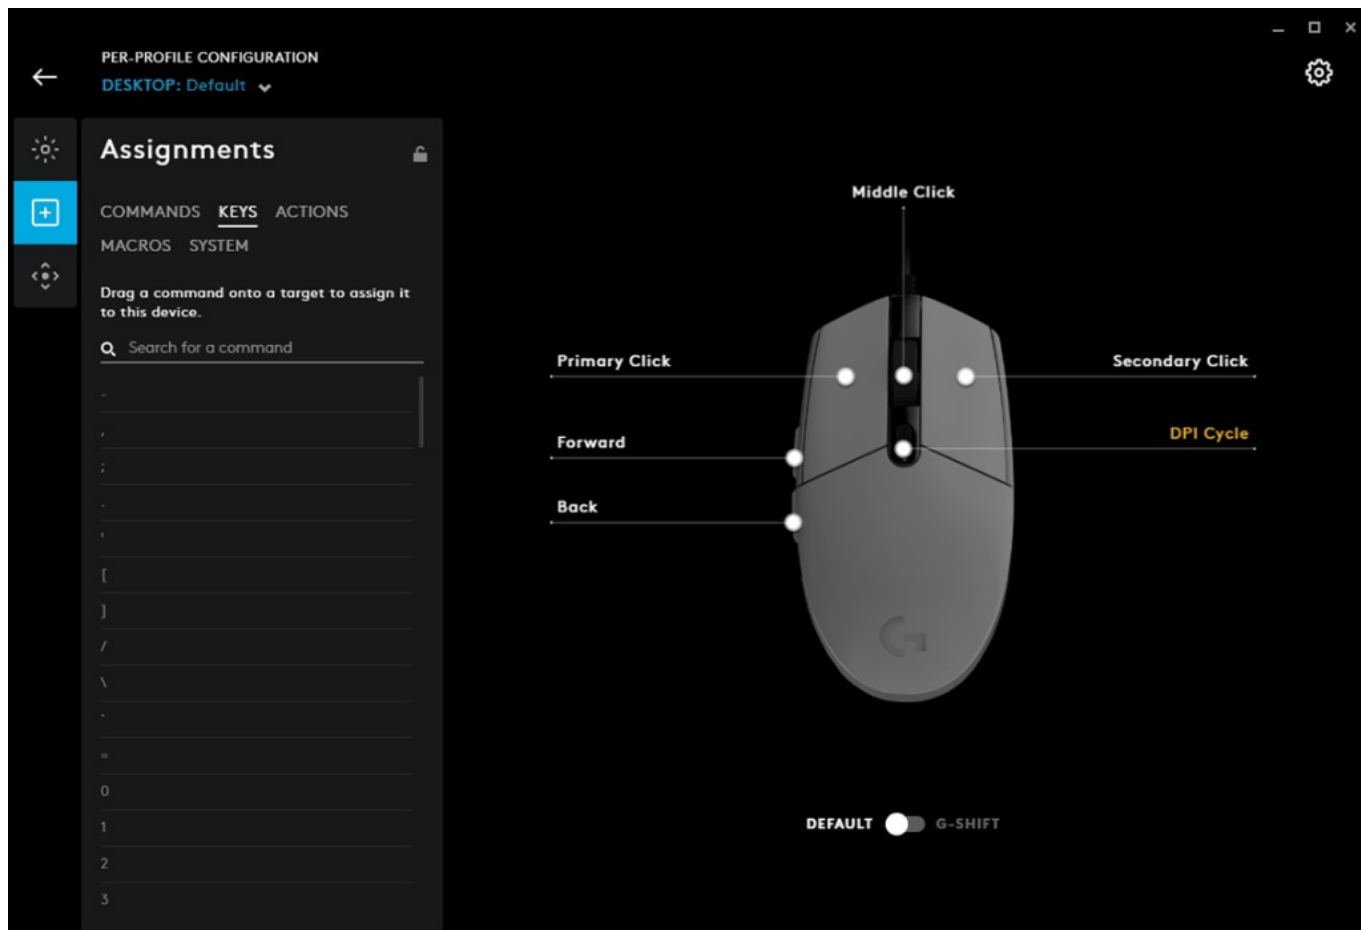 PER-PROFILE CONFIGURATION
DESKTOP: Default
Assignments
COMMANDS KEYS ACTIONS
MACROS SYSTEM
Drag a command onto a target to assign it
to this device.
Search for a command
-
,
;
.
'
[
]
/
\
`
=
0
1
2
3
Middle Click
Primary Click
Secondary Click
Forward
DPI Cycle
Back
G
DEFAULT G-SHIFT